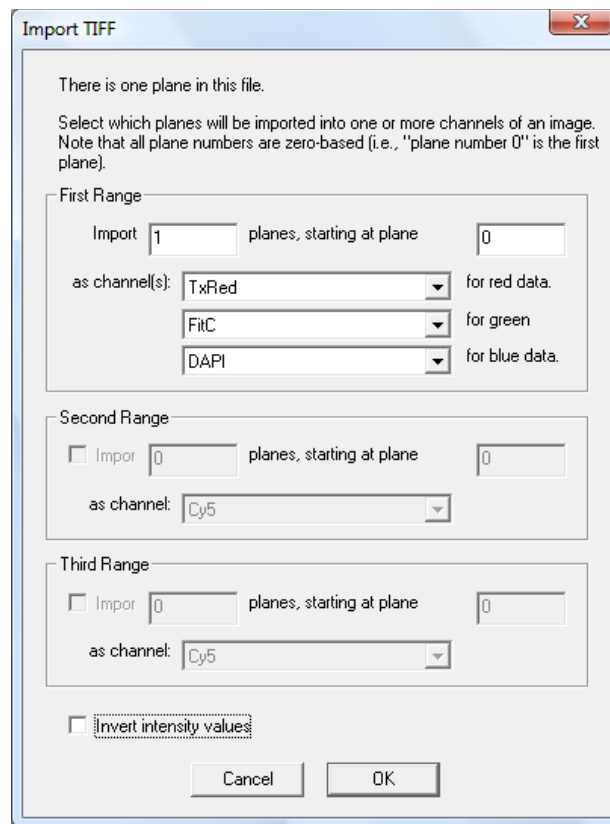 Import TIFF
There is one plane in this file.
Select which planes will be imported into one or more channels of an image.
Note that all plane numbers are zero-based (i.e., "plane number 0" is the first
plane).
First Range
Import 1 planes, starting at plane 0
as channel(s): TxRed for red data.
FitC for green
DAPI for blue data.
Second Range
Impor 0 planes, starting at plane 0
as channel: Cy5
Third Range
Impor 0 planes, starting at plane 0
as channel: Cy5
Invert intensity values
Cancel OK